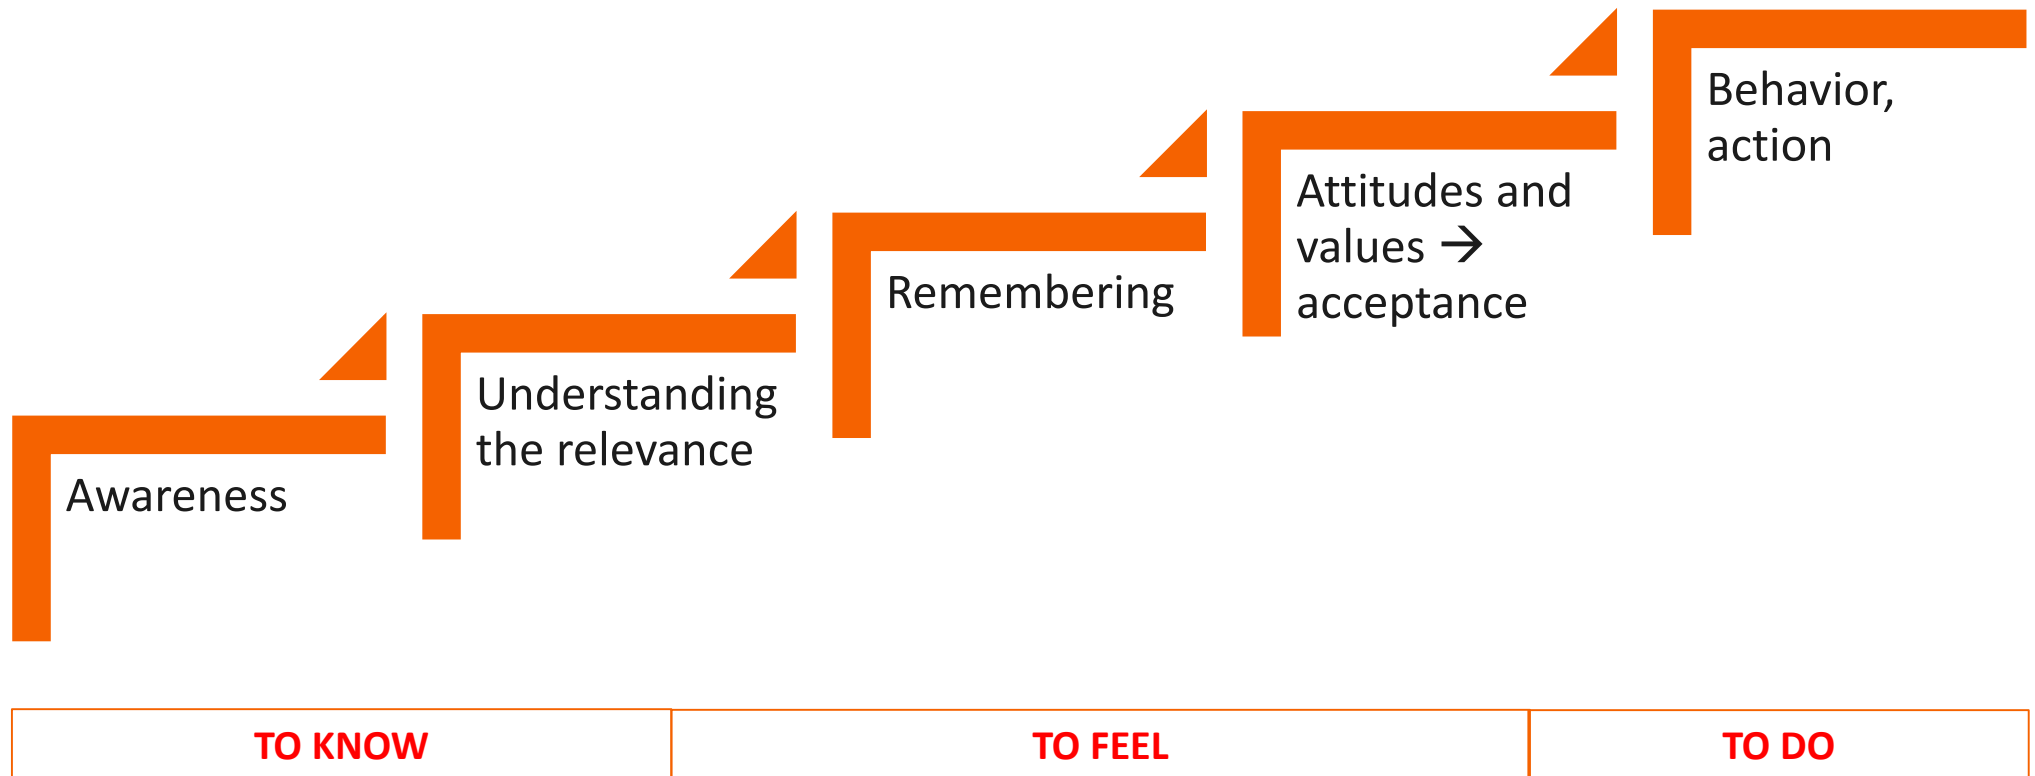 Awareness
Understanding
the relevance
Remembering
Attitudes and
values →
acceptance
Behavior,
action
TO KNOW
TO FEEL
TO DO